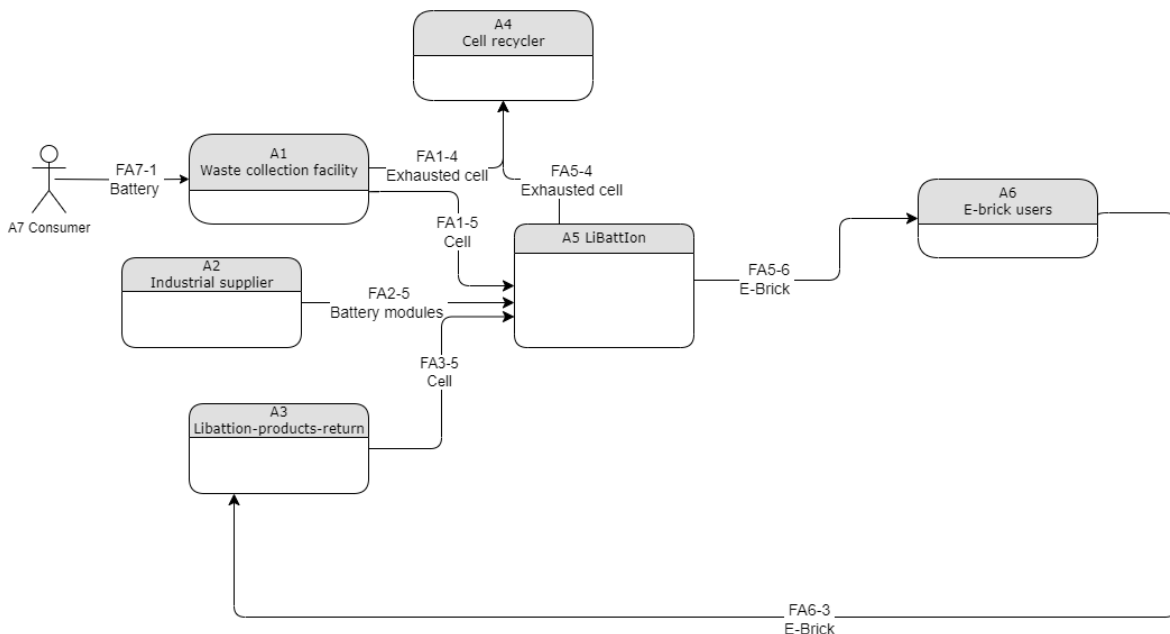 A4
Cell recycler
A1
Waste collection facility
FA7-1
Battery
A7 Consumer
FA1-4
Exhausted cell
FA5-4
Exhausted cell
FA1-5
Cell
A5 LiBattIon
A6
E-brick users
FA5-6
E-Brick
A2
Industrial supplier
FA2-5
Battery modules
FA3-5
Cell
A3
Libattion-products-return
FA6-3
E-Brick